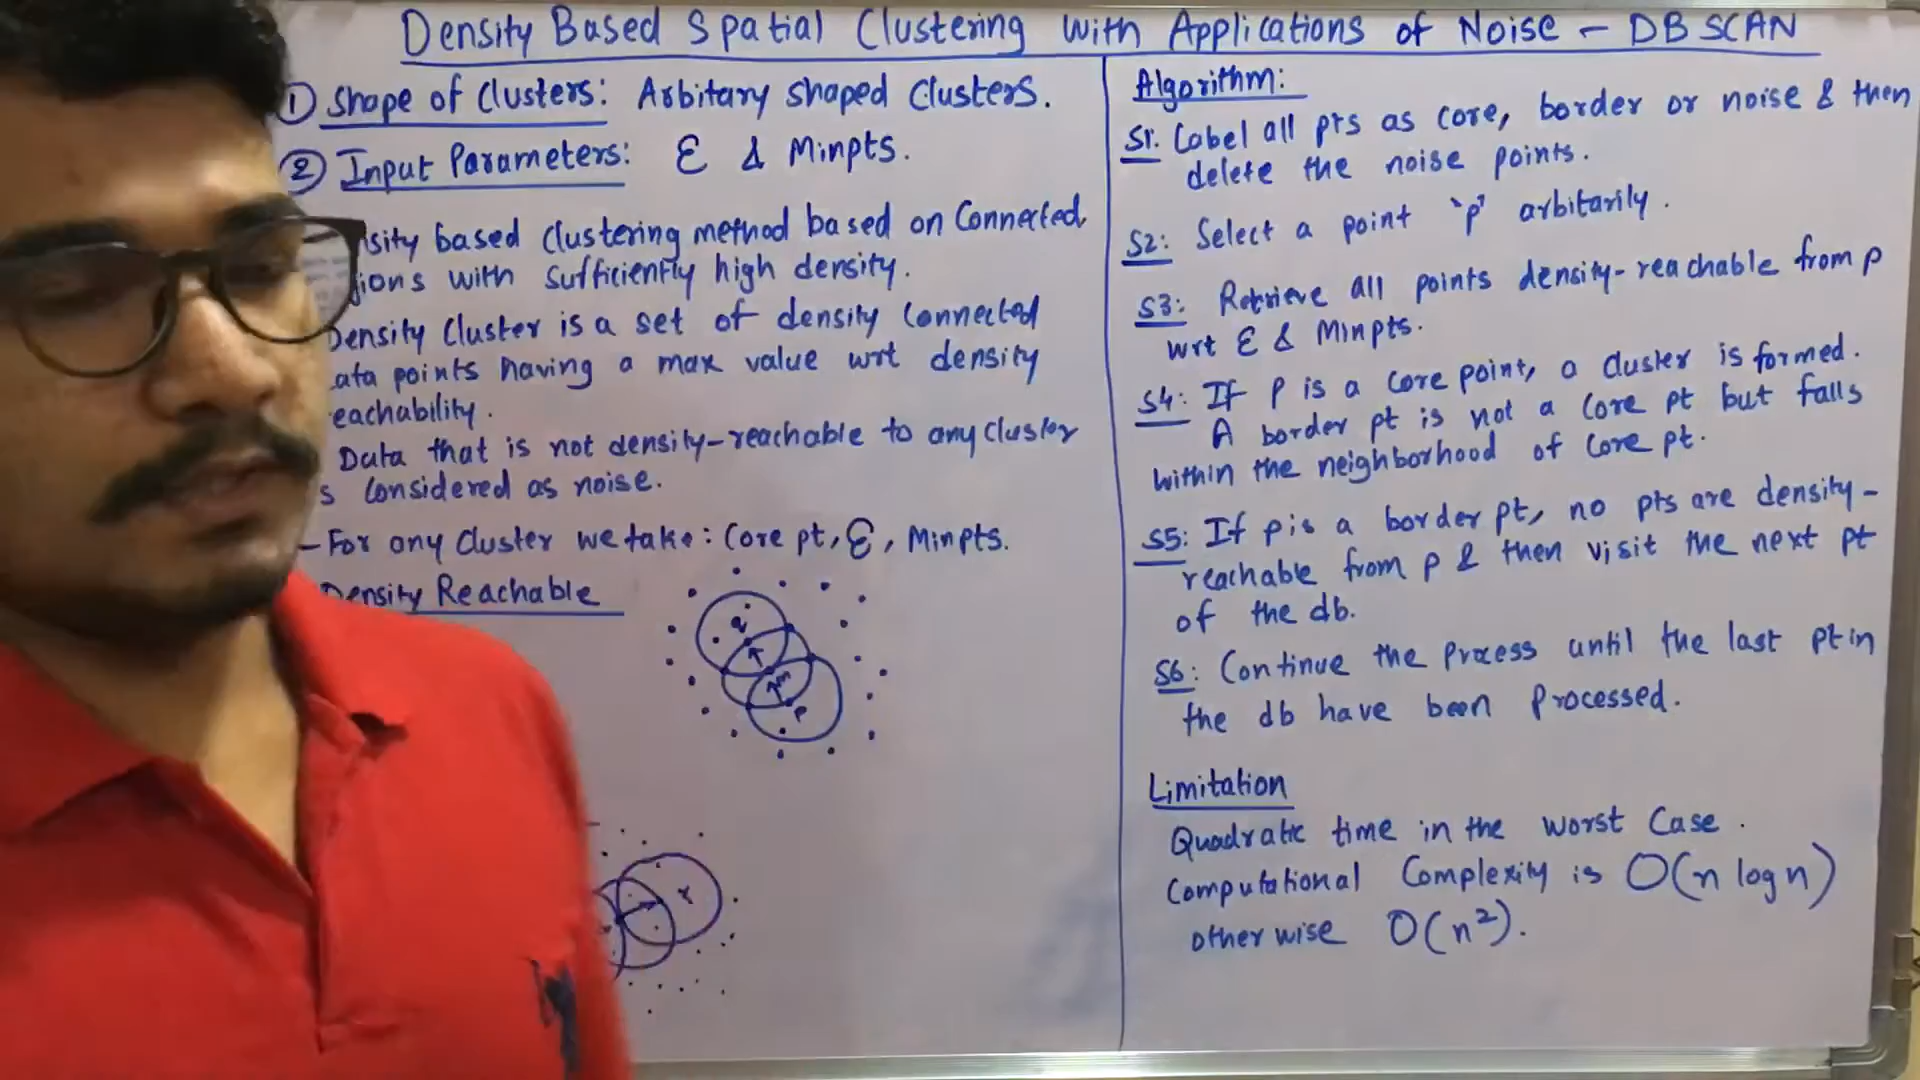 Density Based Spatial Clustering With Applications of Noise - DBSCAN
1) Shape of Clusters: Arbitary shaped Clusters.
2) Input Parameters: Ɛ & Minpts.
sity based clustering method based on Connected
ions with sufficiently high density.
Density Cluster is a set of density Connected
ata points having a max value wrt density
eachability.
Data that is not density-reachable to any cluster
s Considered as noise.
- For any Cluster we take: Core pt, Ɛ, Minpts.
Density Reachable
q
m
p
r
Algorithm:
S1: Label all pts as core, border or noise & then
delete the noise points.
S2: Select a point 'p' arbitarily.
S3: Retrieve all points density-reachable from p
wrt Ɛ & Minpts.
S4: If P is a Core point, a cluster is formed.
A border pt is not a Core pt but falls
within the neighborhood of Core pt.
S5: If p is a border pt, no pts are density-
reachable from p & then visit the next pt
of the db.
S6: Continue the process until the last pt in
the db have been Processed.
Limitation
Quadratic time in the worst Case.
Computational Complexity is O(n log n)
otherwise O(n²).